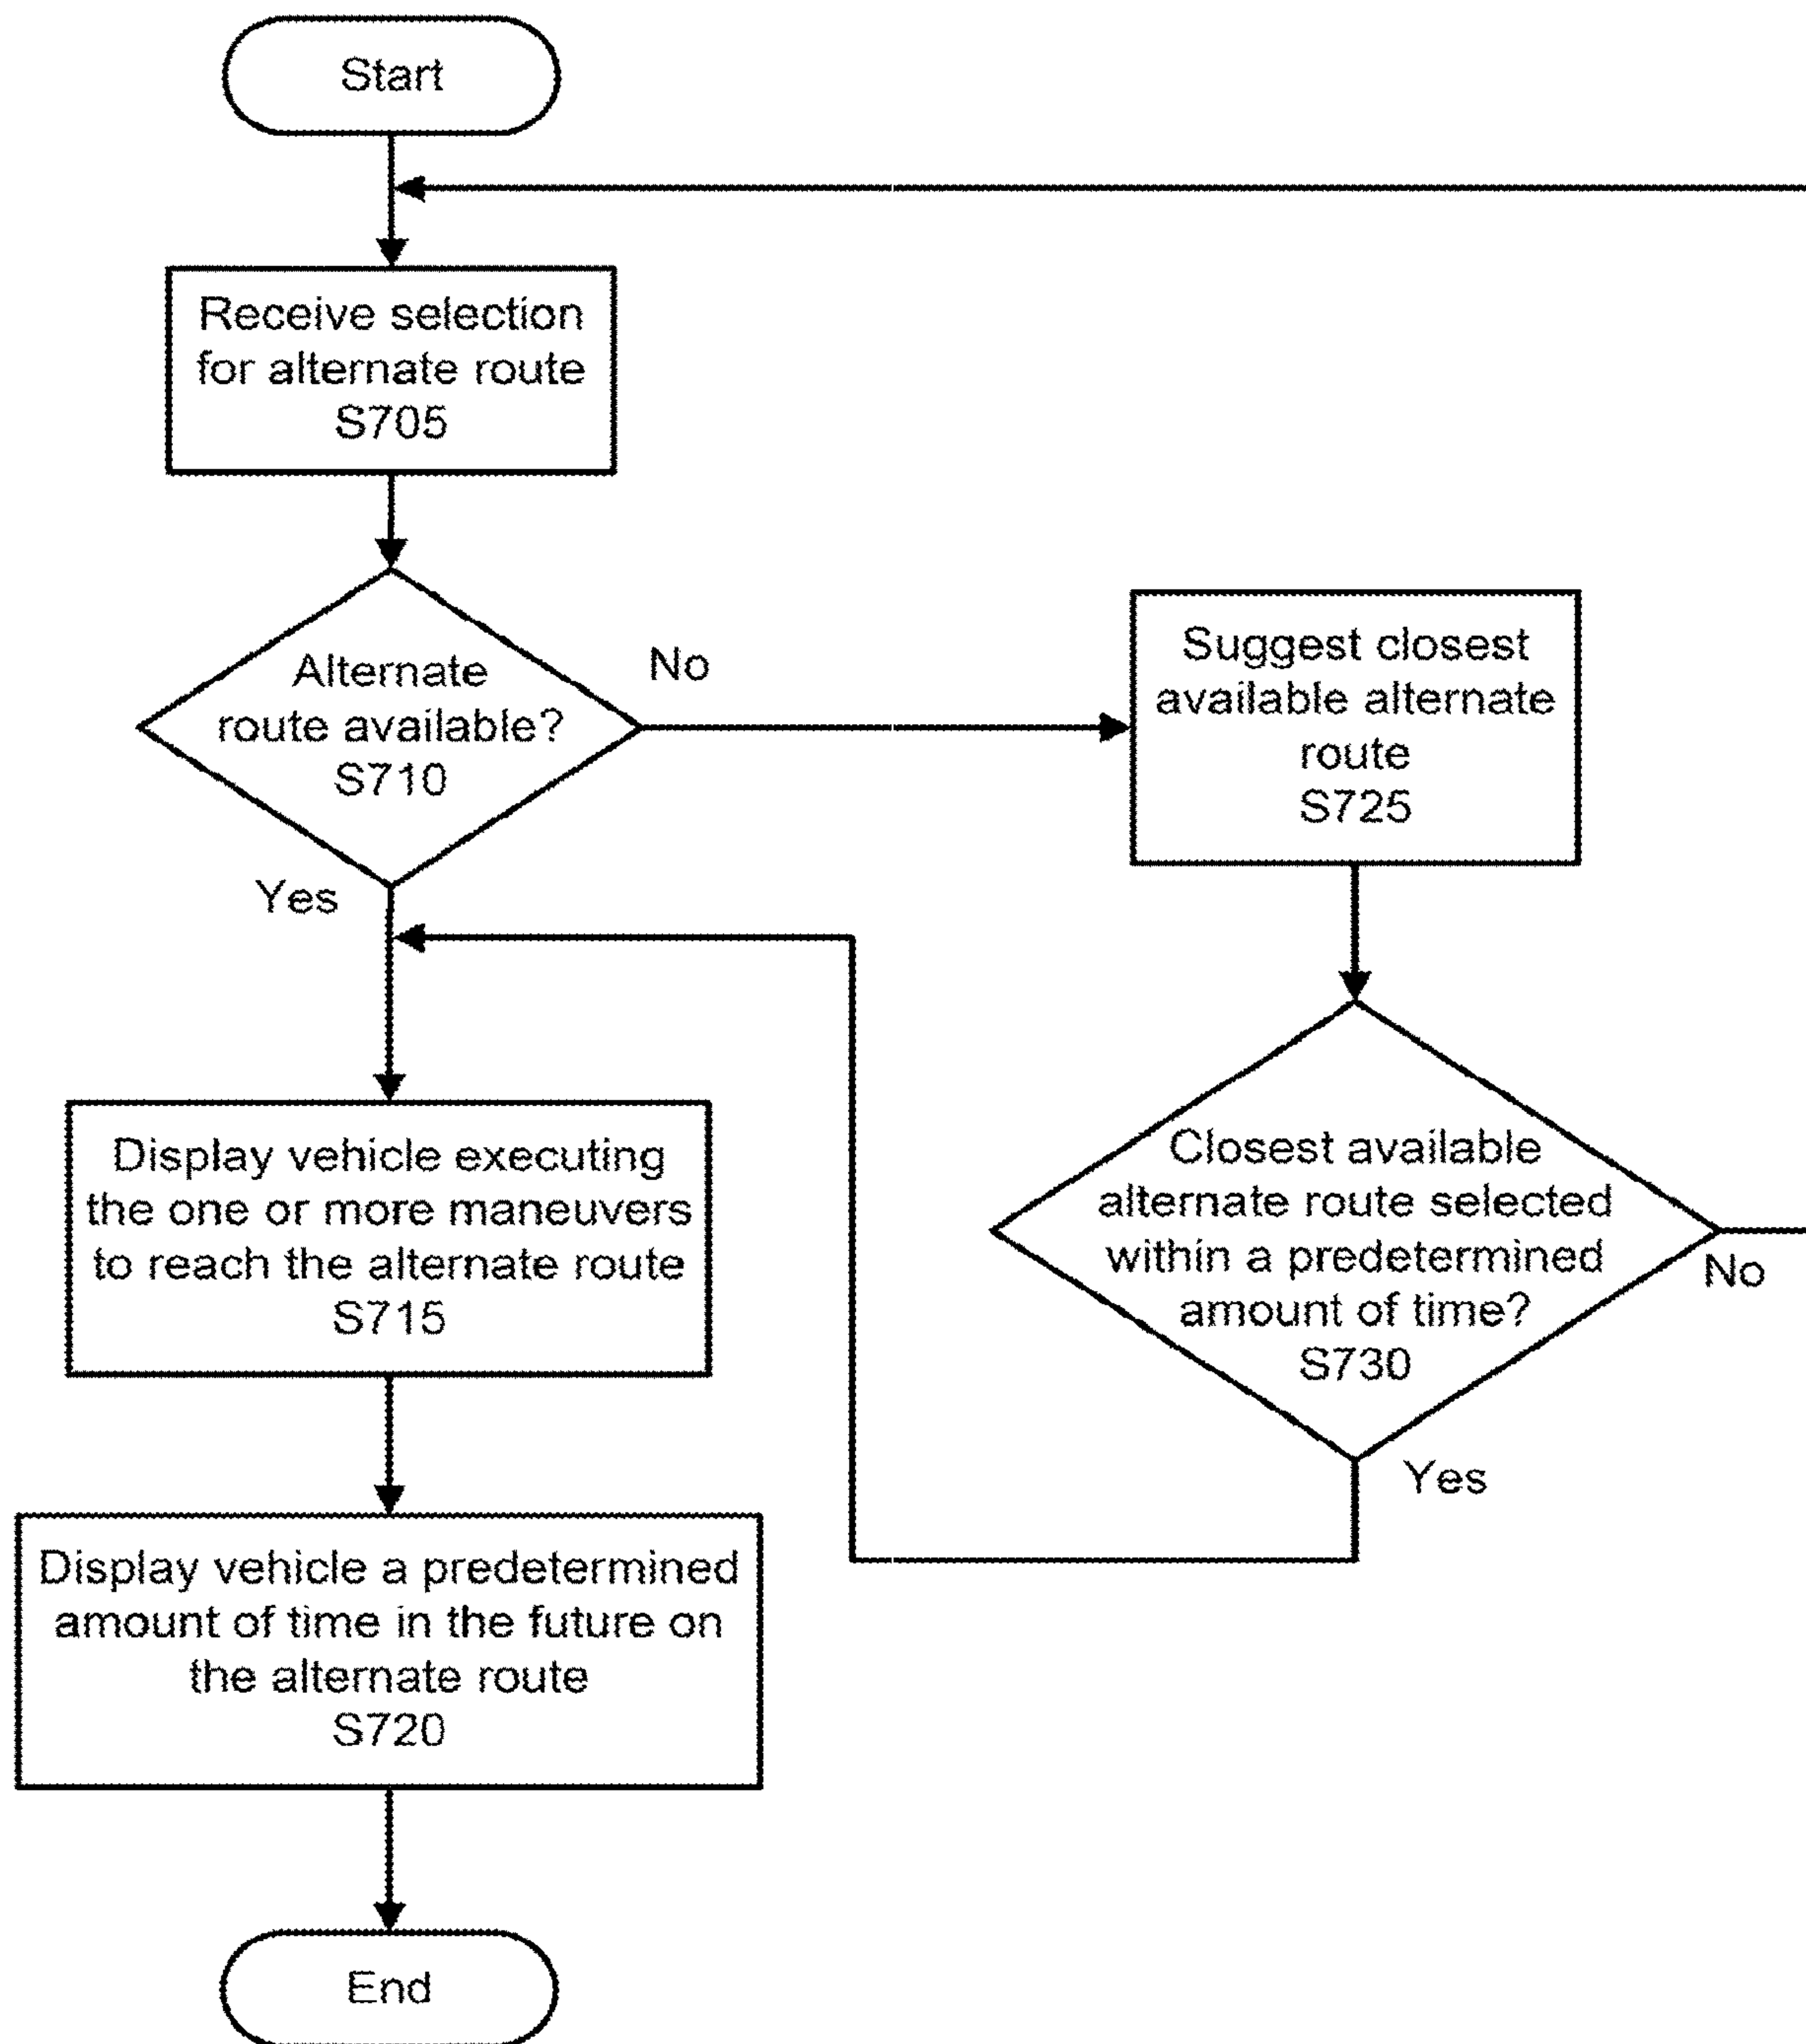 Start
Receive selection
for alternate route
S705
Alternate
route available?
S710
No
Yes
Suggest closest
available alternate
route
S725
Closest available
alternate route selected
within a predetermined
amount of time?
S730
No
Yes
Display vehicle executing
the one or more maneuvers
to reach the alternate route
S715
Display vehicle a predetermined
amount of time in the future on
the alternate route
S720
End